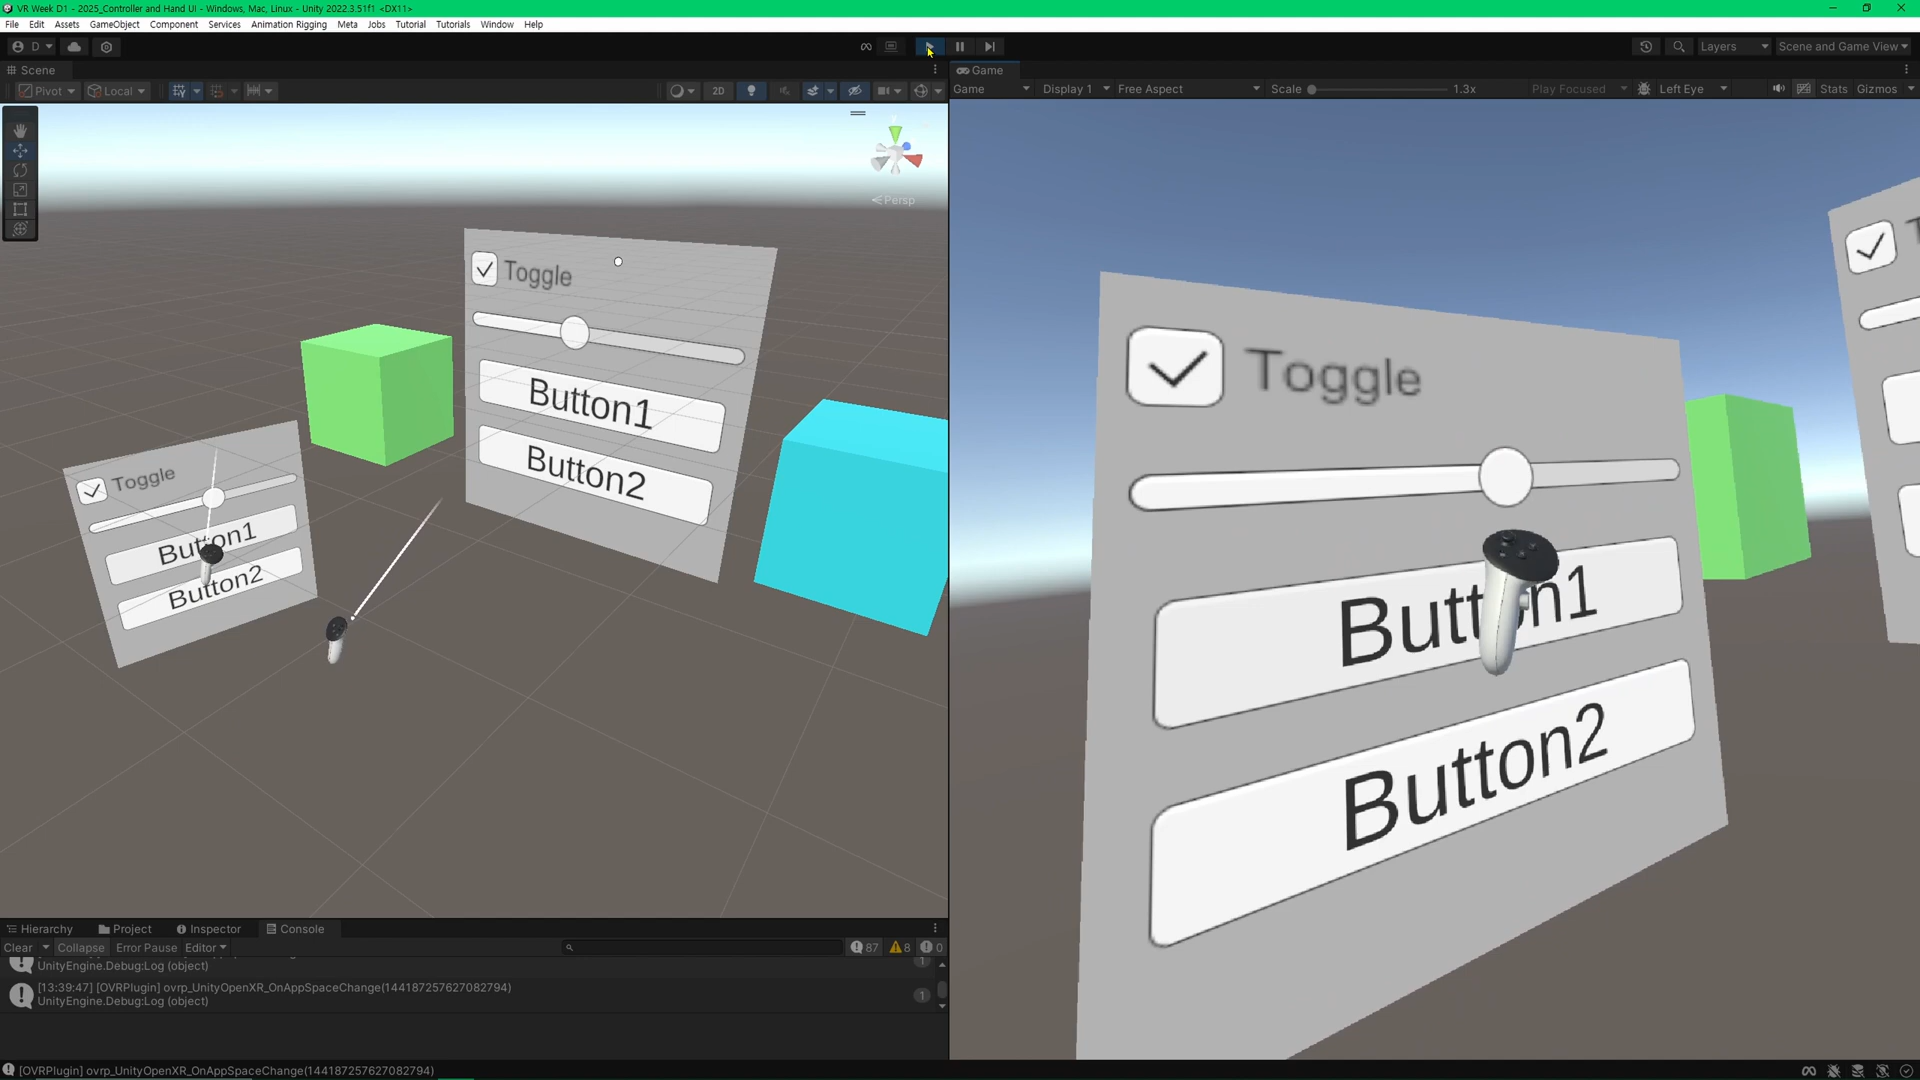 VR Week D1 - 2025_Controller and Hand UI - Windows, Mac, Linux - Unity 2022.3.51f1 <DX11>
File Edit Assets GameObject Component Services Animation Rigging Meta Jobs Tutorial Tutorials Window Help
D Layers Scene and Game View
Scene
Pivot Local 2D
Persp
Toggle
Button1
Button2
Toggle
Button1
Button2
Game
Game Display 1 Free Aspect Scale 1.3x Play Focused Left Eye Stats Gizmos
Toggle
Button2
Hierarchy Project Inspector Console
Clear Collapse Error Pause Editor 87 8 0
UnityEngine.Debug:Log (object) 1
[13:39:47] [OVRPlugin] ovrp_UnityOpenXR_OnAppSpaceChange(144187257627082794)
UnityEngine.Debug:Log (object) 1
[OVRPlugin] ovrp_UnityOpenXR_OnAppSpaceChange(144187257627082794)